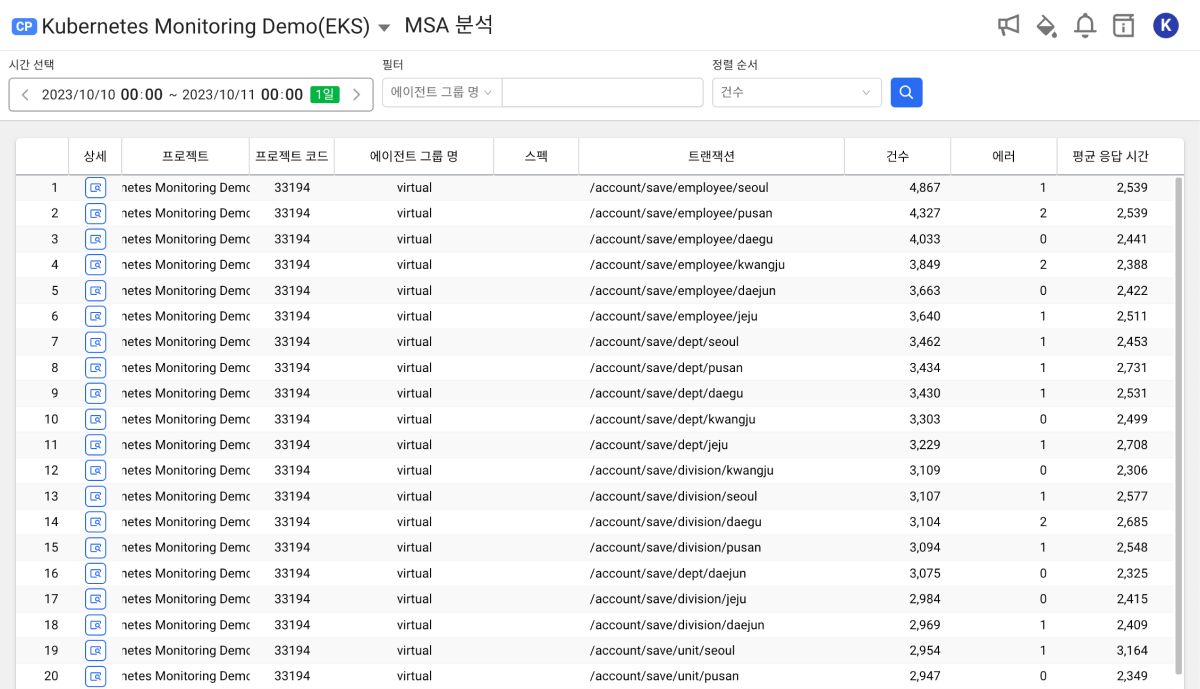 CP Kubernetes Monitoring Demo(EKS) MSA 분석
K
시간 선택 필터 정렬 순서
2023/10/10 00:00 ~ 2023/10/11 00:00 1일 에이전트 그룹 명 건수
상세 프로젝트 프로젝트 코드 에이전트 그룹 명 스펙 트랜잭션 건수 에러 평균 응답 시간
1 netes Monitoring Demo 33194 virtual /account/save/employee/seoul 4,867 1 2,539
2 netes Monitoring Demo 33194 virtual /account/save/employee/pusan 4,327 2 2,539
3 netes Monitoring Demo 33194 virtual /account/save/employee/daegu 4,033 0 2,441
4 netes Monitoring Demo 33194 virtual /account/save/employee/kwangju 3,849 2 2,388
5 netes Monitoring Demo 33194 virtual /account/save/employee/daejun 3,663 0 2,422
6 netes Monitoring Demo 33194 virtual /account/save/employee/jeju 3,640 1 2,511
7 netes Monitoring Demo 33194 virtual /account/save/dept/seoul 3,462 1 2,453
8 netes Monitoring Demo 33194 virtual /account/save/dept/pusan 3,434 1 2,731
9 netes Monitoring Demo 33194 virtual /account/save/dept/daegu 3,430 1 2,531
10 netes Monitoring Demo 33194 virtual /account/save/dept/kwangju 3,303 0 2,499
11 netes Monitoring Demo 33194 virtual /account/save/dept/jeju 3,229 1 2,708
12 netes Monitoring Demo 33194 virtual /account/save/division/kwangju 3,109 0 2,306
13 netes Monitoring Demo 33194 virtual /account/save/division/seoul 3,107 1 2,577
14 netes Monitoring Demo 33194 virtual /account/save/division/daegu 3,104 2 2,685
15 netes Monitoring Demo 33194 virtual /account/save/division/pusan 3,094 1 2,548
16 netes Monitoring Demo 33194 virtual /account/save/dept/daejun 3,075 0 2,325
17 netes Monitoring Demo 33194 virtual /account/save/division/jeju 2,984 0 2,415
18 netes Monitoring Demo 33194 virtual /account/save/division/daejun 2,969 1 2,409
19 netes Monitoring Demo 33194 virtual /account/save/unit/seoul 2,954 1 3,164
20 netes Monitoring Demo 33194 virtual /account/save/unit/pusan 2,947 0 2,349